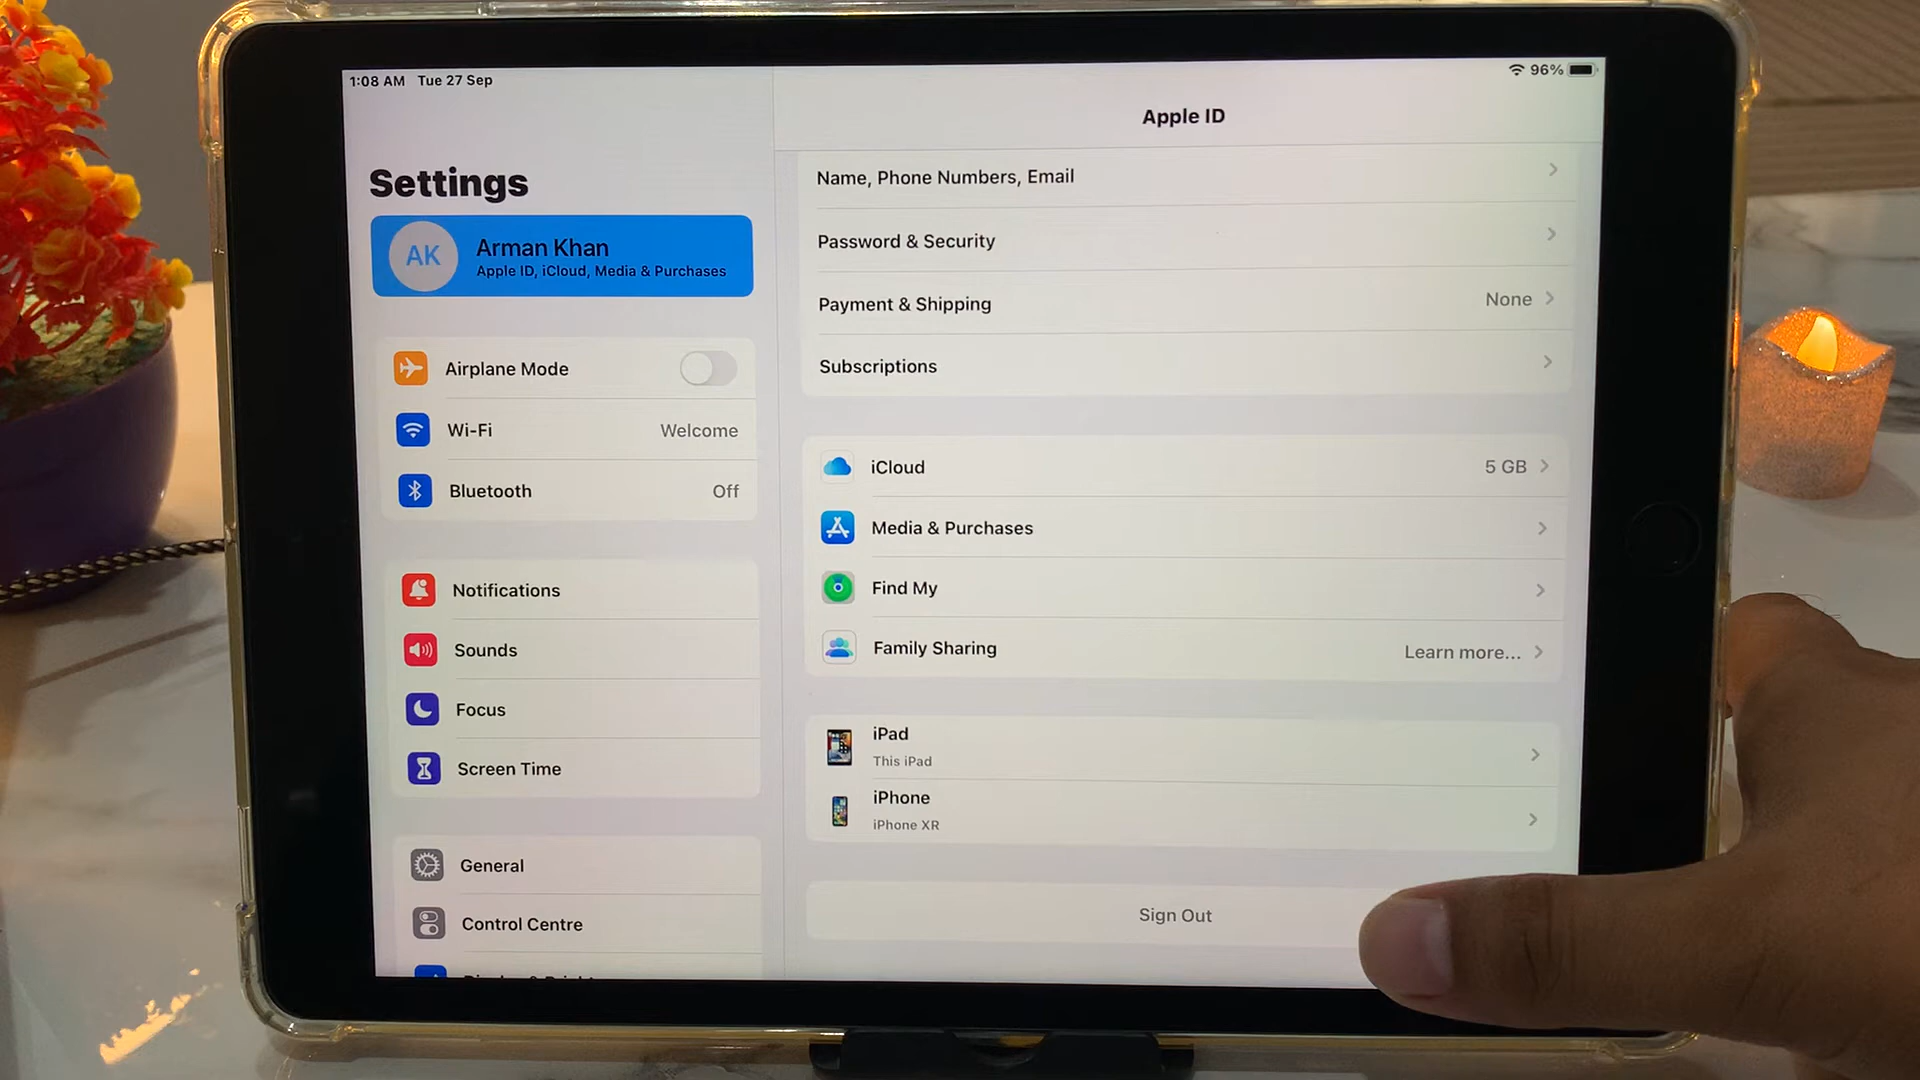 1:08 AM Tue 27 Sep
96%
Settings
AK
Arman Khan
Apple ID, iCloud, Media & Purchases
Airplane Mode
Wi-Fi Welcome
Bluetooth Off
Notifications
Sounds
Focus
Screen Time
General
Control Centre
Apple ID
Name, Phone Numbers, Email
Password & Security
Payment & Shipping None
Subscriptions
iCloud 5 GB
Media & Purchases
Find My
Family Sharing Learn more...
iPad
This iPad
iPhone
iPhone XR
Sign Out